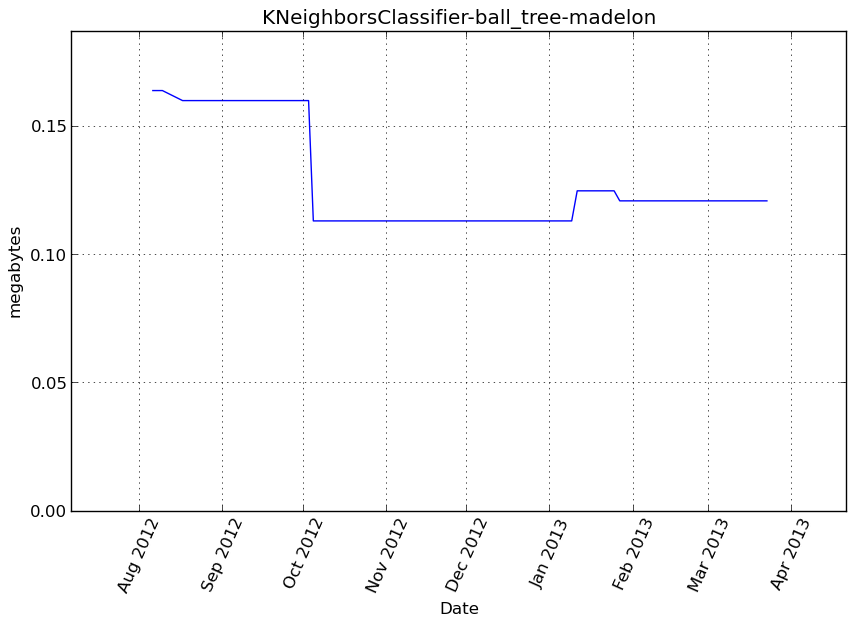 KNeighborsClassifier-ball_tree-madelon
megabytes
0.15
0.10
0.05
0.00
Aug 2012
Sep 2012
Oct 2012
Nov 2012
Dec 2012
Jan 2013
Feb 2013
Mar 2013
Apr 2013
Date